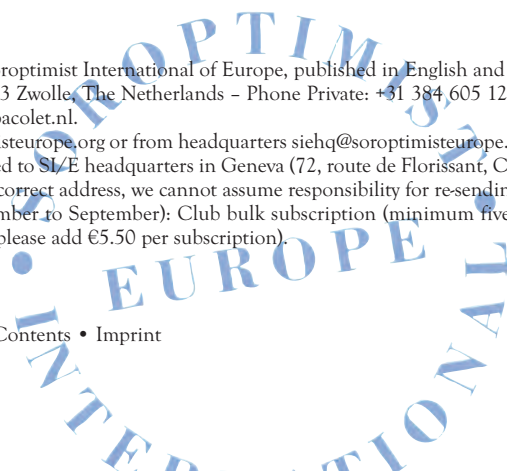 SOROPTIMIST
roptimist International of Europe, published in English and
3 Zwolle, The Netherlands – Phone Private: +31 384 605 12
acolet.nl.
isteurope.org or from headquarters siehq@soroptimisteurope.
ed to SI/E headquarters in Geneva (72, route de Florissant, C
correct address, we cannot assume responsibility for re-sendin
mber to September): Club bulk subscription (minimum five
please add €5.50 per subscription).
• EUROPE •
INTERNATIONAL
Contents • Imprint